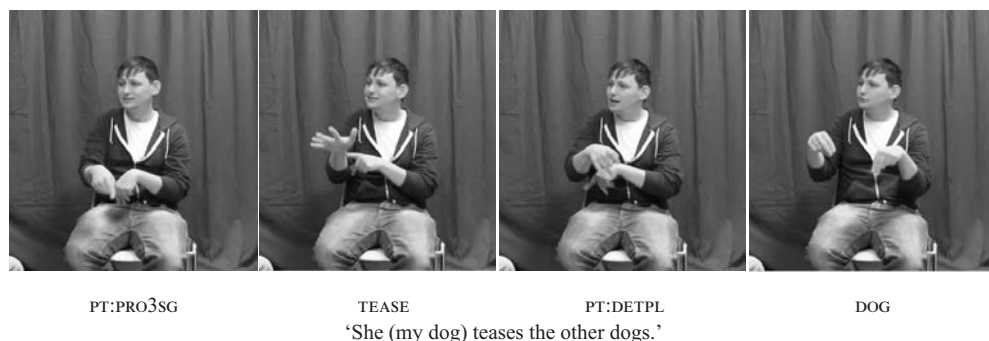 PT:PRO3SG TEASE PT:DETPL DOG
‘She (my dog) teases the other dogs.’